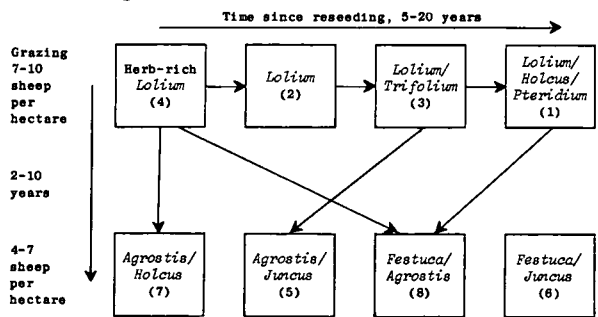 Time since reseeding, 5-20 years
Grazing
7-10
sheep
per
hectare
Herb-rich
Lolium
(4)
Lolium
(2)
Lolium/
Trifolium
(3)
Lolium/
Holcus/
Pteridium
(1)
2-10
years
4-7
sheep
per
hectare
Agrostis/
Holcus
(7)
Agrostis/
Juncus
(5)
Festuca/
Agrostis
(8)
Festuca/
Juncus
(6)